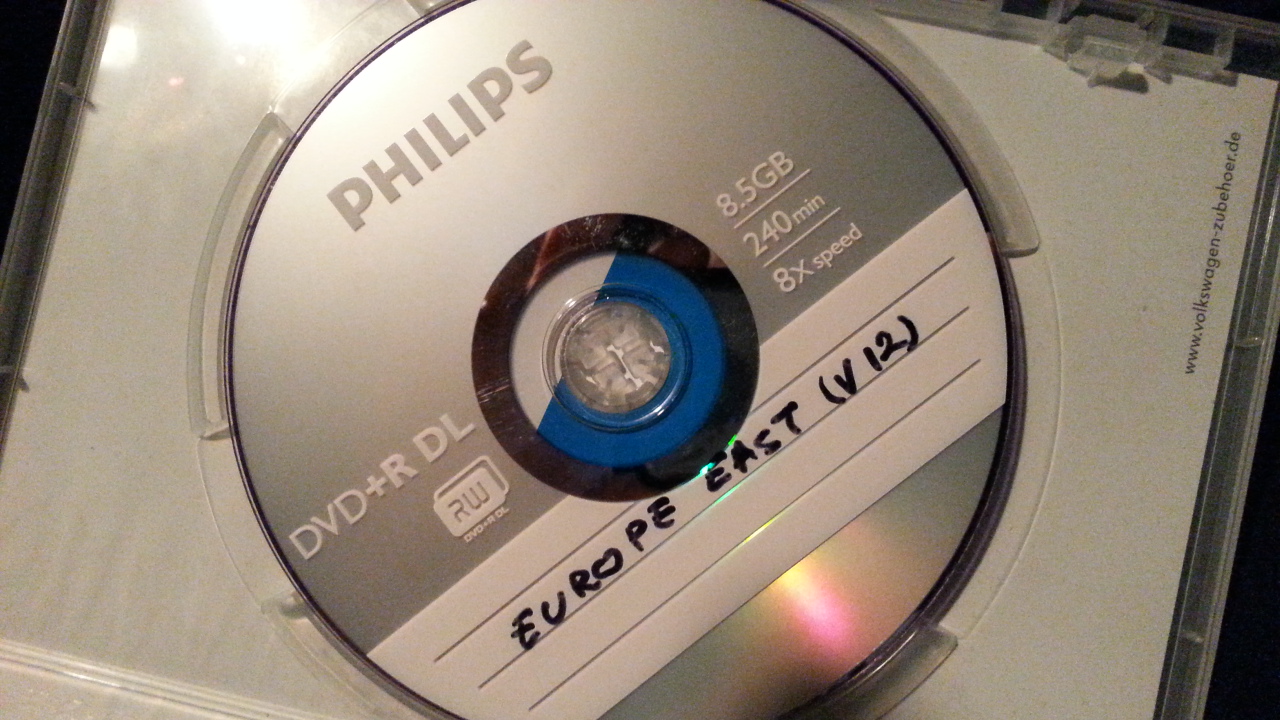 PHILIPS
8.5GB
240min
8x speed
DVD+R DL
RW
DVD+R DL
EUROPE EAST (V12)
www.volkswagen-zubehoer.de